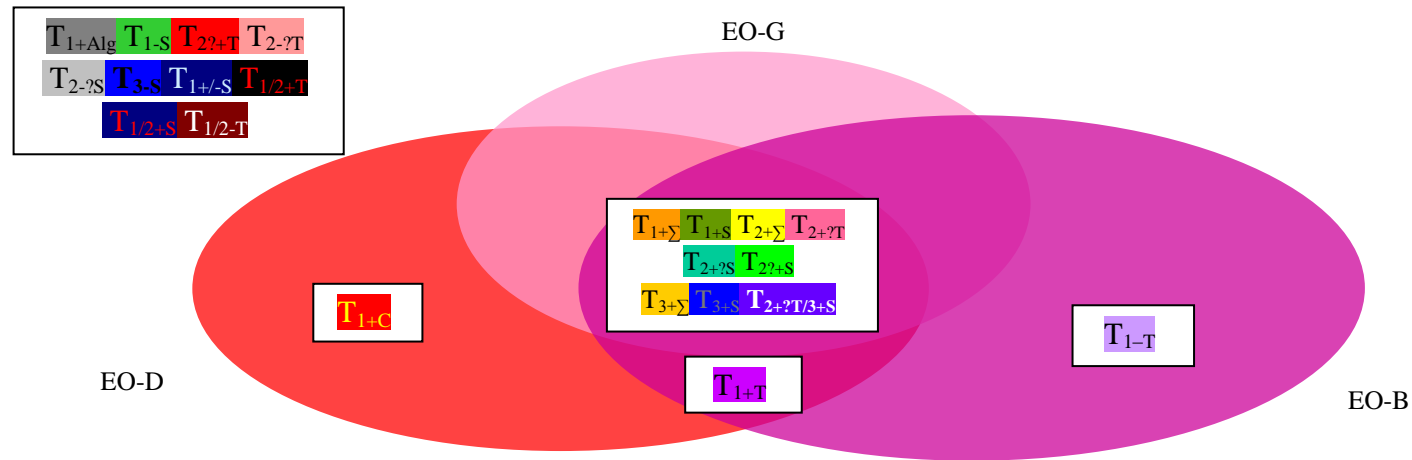 T1+Alg T1-S T2?+T T2-?T
T2-?S T3-S T1+/-S T1/2+T
T1/2+S T1/2-T
EO-G
T1+∑ T1+S T2+∑ T2+?T
T2+?S T2?+S
T3+∑ T3+S T2+?T/3+S
T1+C
T1–T
EO-D
T1+T
EO-B